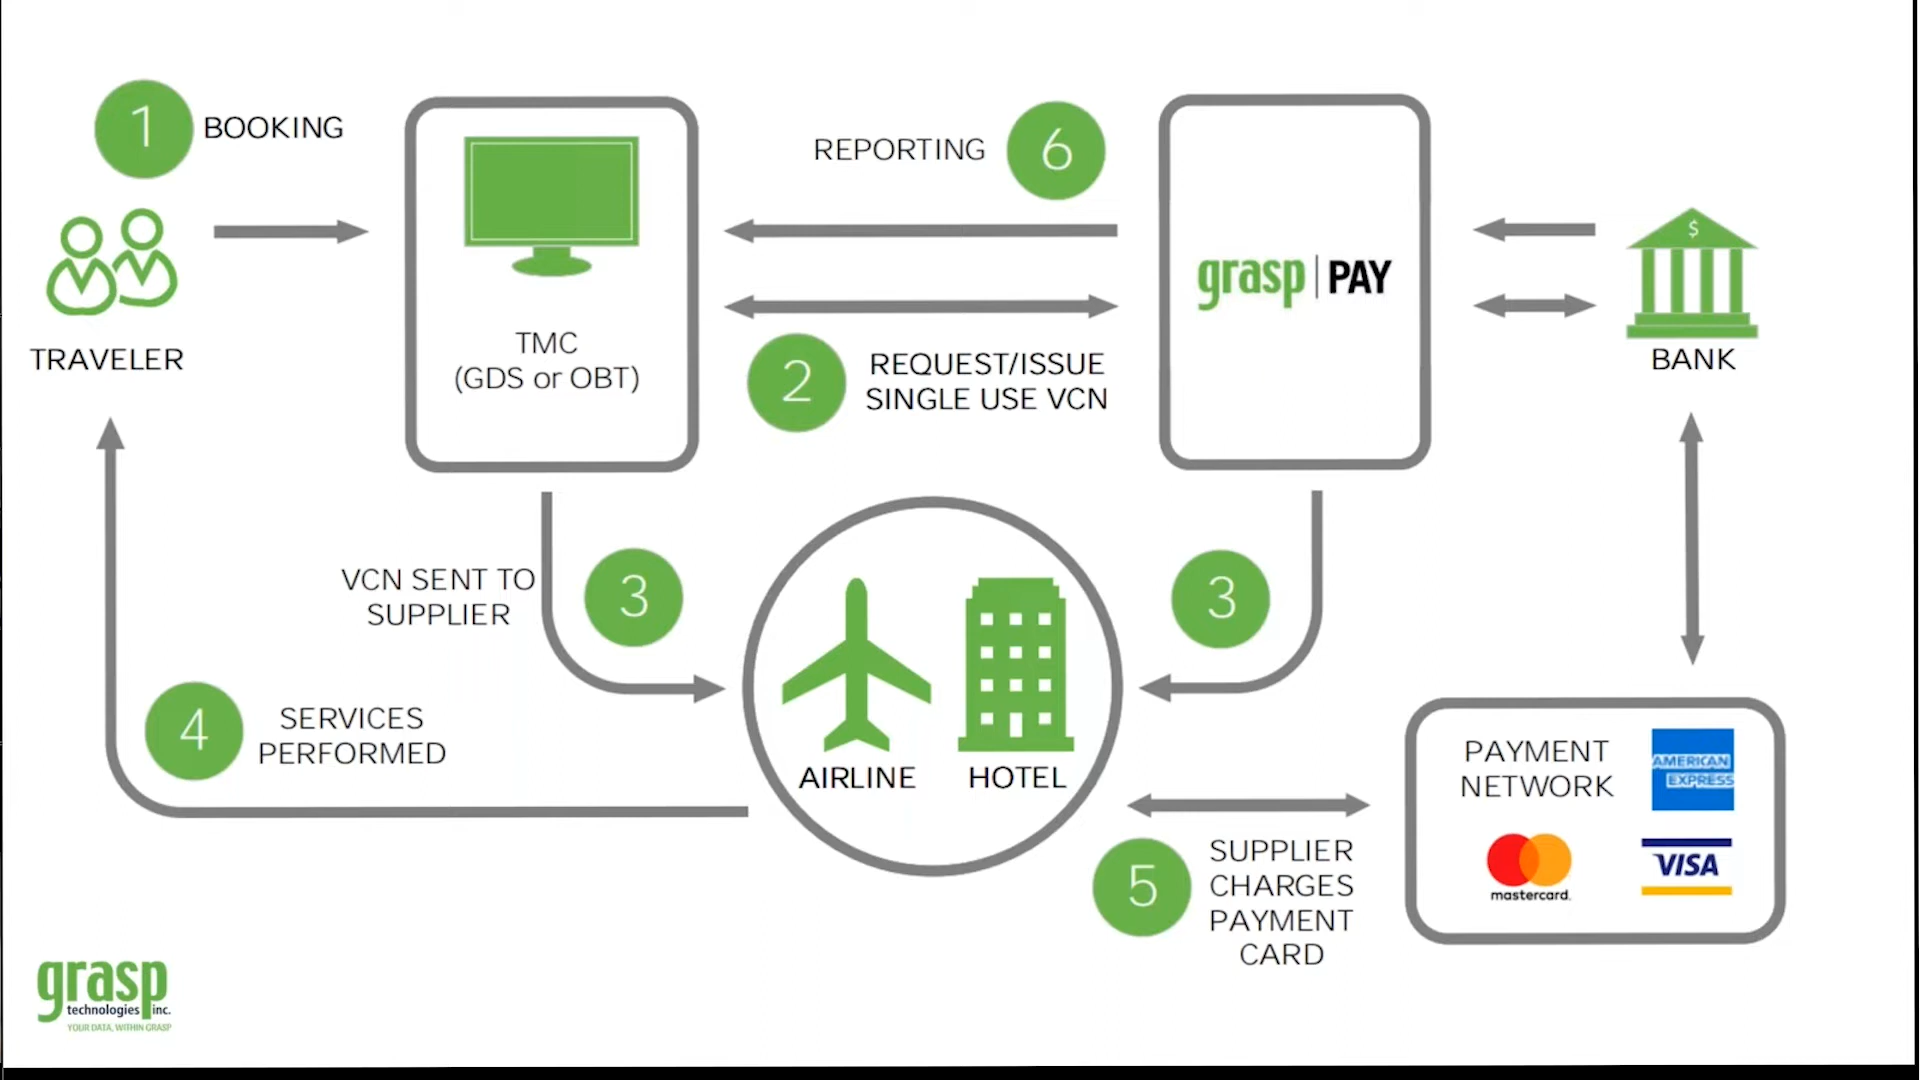 1
BOOKING
TRAVELER
TMC
(GDS or OBT)
REPORTING
6
2
REQUEST/ISSUE
SINGLE USE VCN
grasp | PAY
$
BANK
VCN SENT TO
SUPPLIER
3
3
4
SERVICES
PERFORMED
AIRLINE
HOTEL
5
SUPPLIER
CHARGES
PAYMENT
CARD
PAYMENT
NETWORK
AMERICAN
EXPRESS
mastercard.
VISA
grasp
technologies inc.
YOUR DATA, WITHIN GRASP